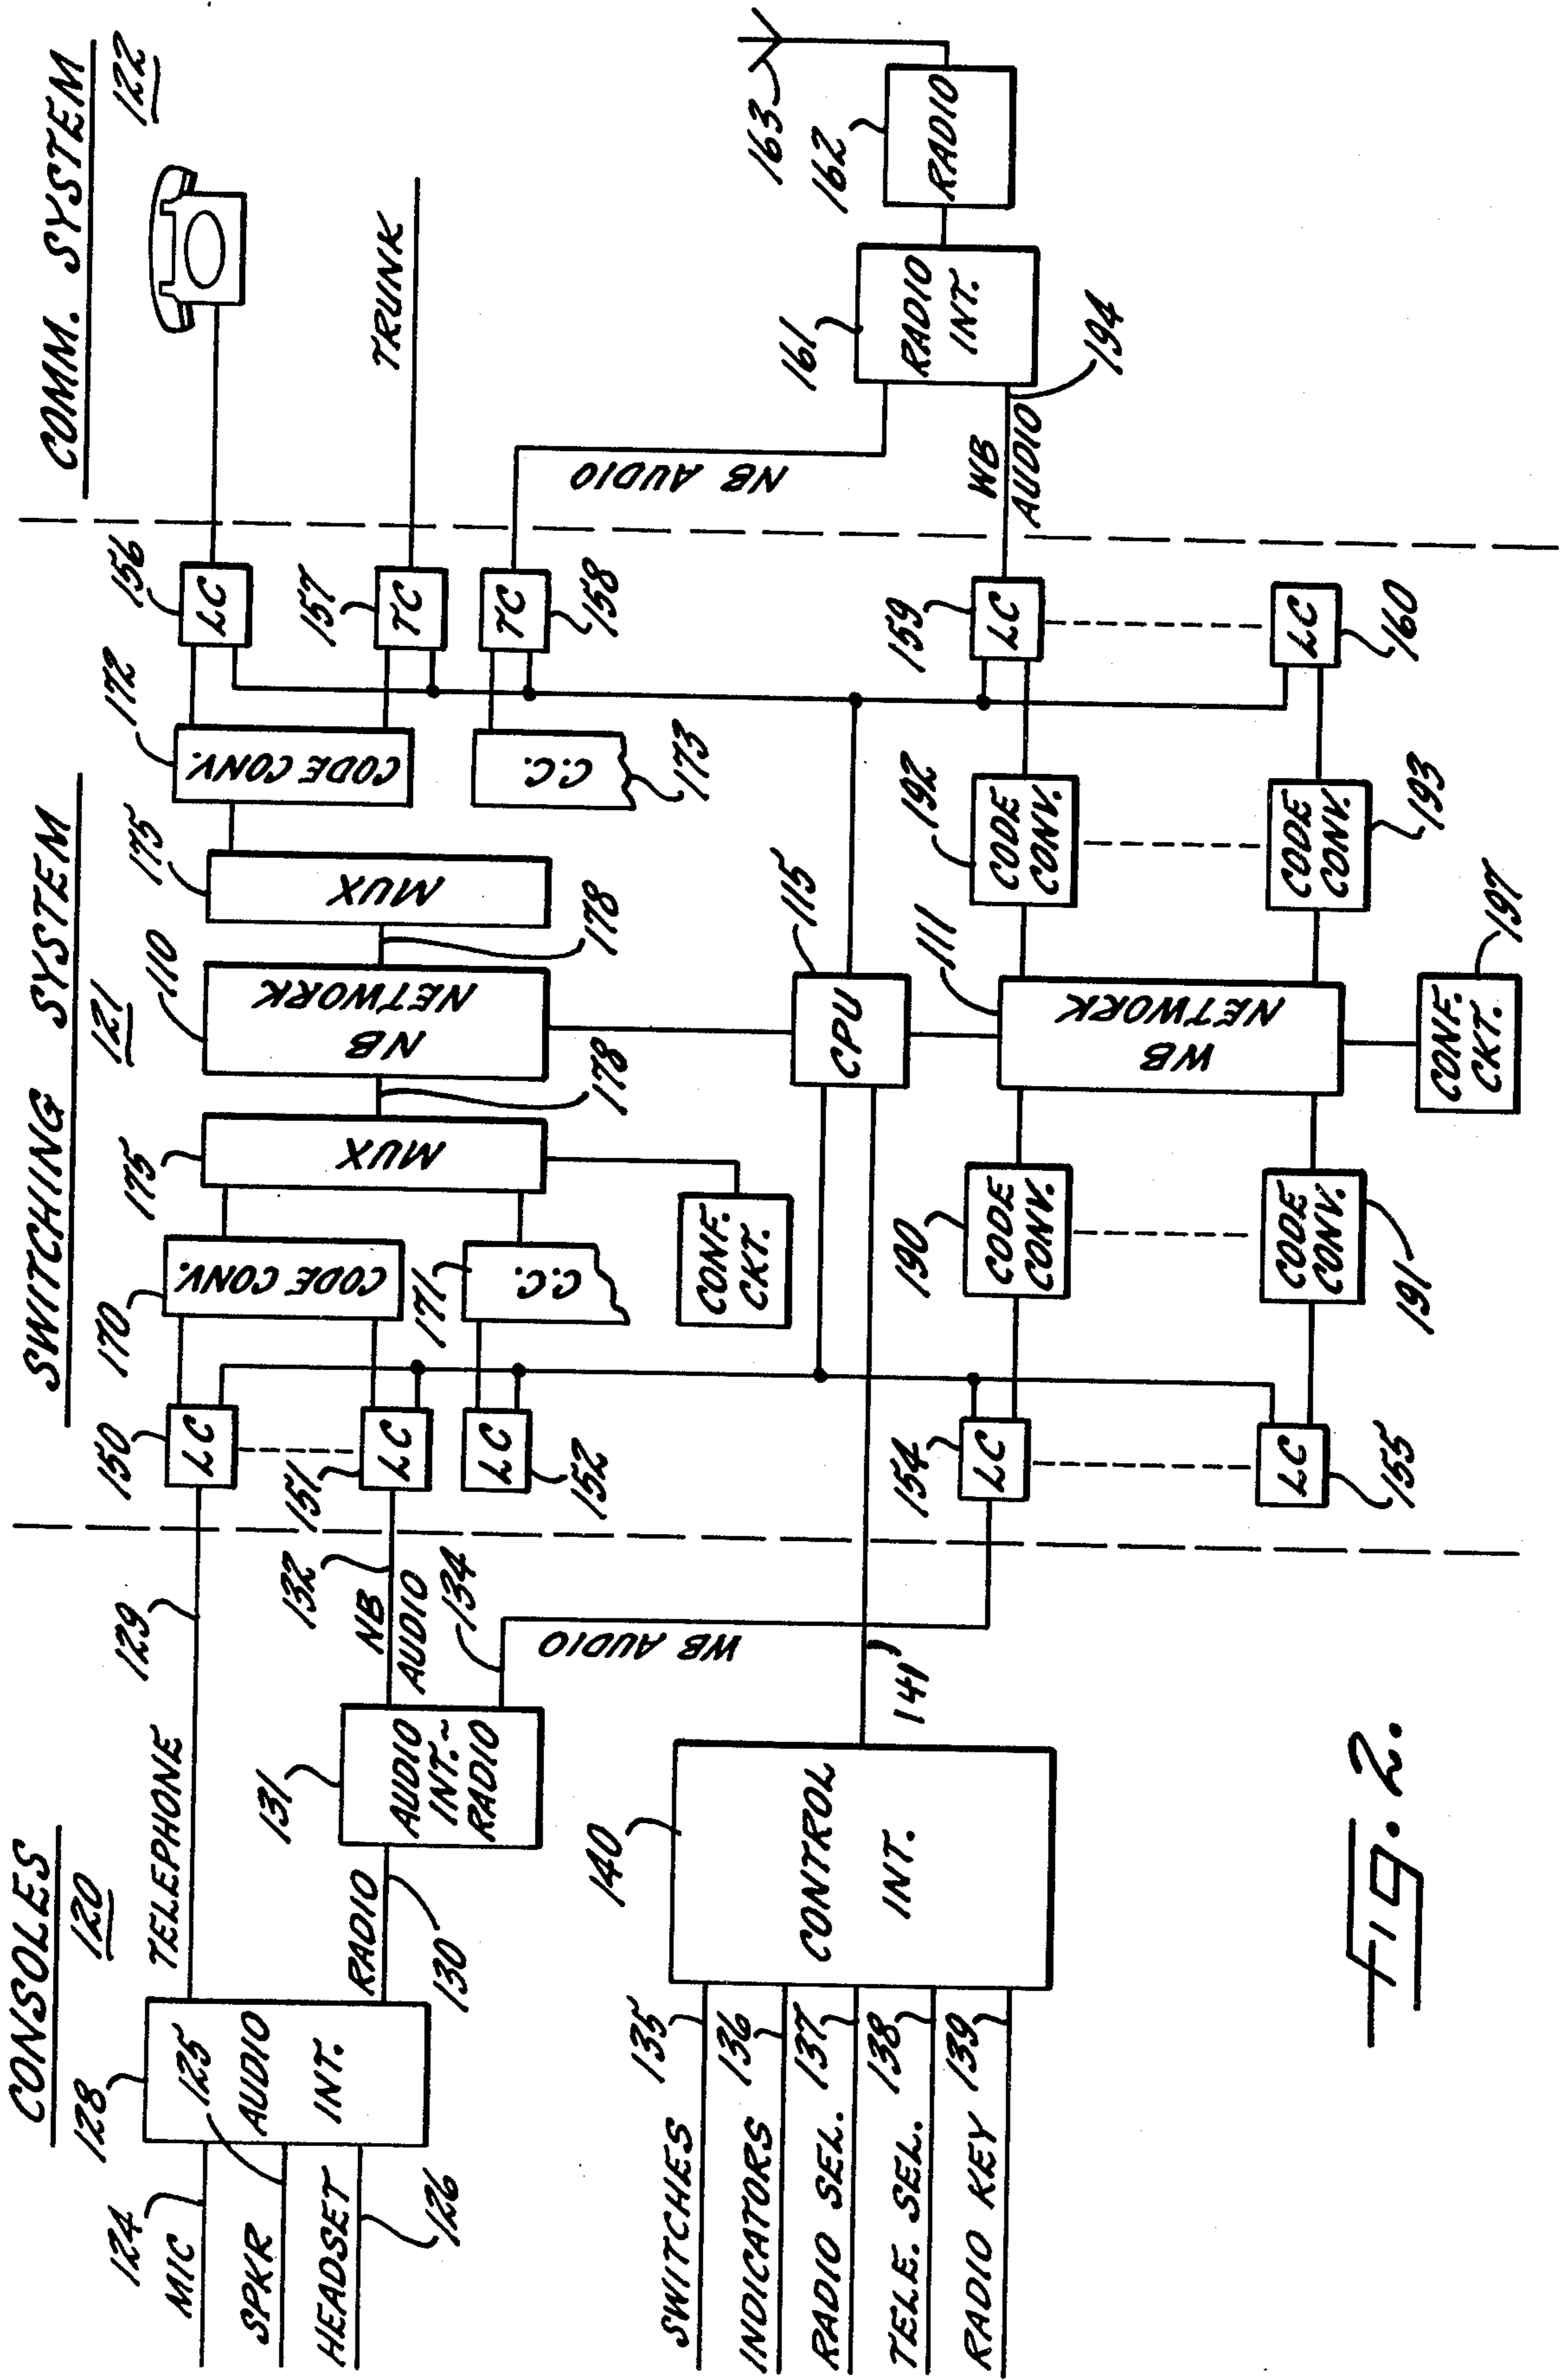 CONSOLES
120
SWITCHING SYSTEM
121
COMM. SYSTEM
122
124
MIC
SPKR
HEADSET
126
128
125
AUDIO
INT.
TELEPHONE
129
RADIO
130
131
AUDIO
INT.-
RADIO
132
NB
AUDIO
134
WB AUDIO
SWITCHES 135
INDICATORS 136
RADIO SEL. 137
TELE. SEL. 138
RADIO KEY 139
140
CONTROL
INT.
141
150
LC
151
LC
LC
152
154
LC
LC
155
170
CODE CONV.
171
C.C.
CONF.
CKT.
190
CODE
CONV.
CODE
CONV.
191
175
MUX
178
110
NB
NETWORK
178
175
MUX
115
CPU
111
WB
NETWORK
CONF.
CKT.
197
172
CODE CONV.
C.C.
173
192
CODE
CONV.
CODE
CONV.
193
156
LC
157
TC
TC
158
159
LC
LC
160
TRUNK
NB AUDIO
WB
AUDIO
194
161
RADIO
INT.
162
RADIO
163
FIG. 2.